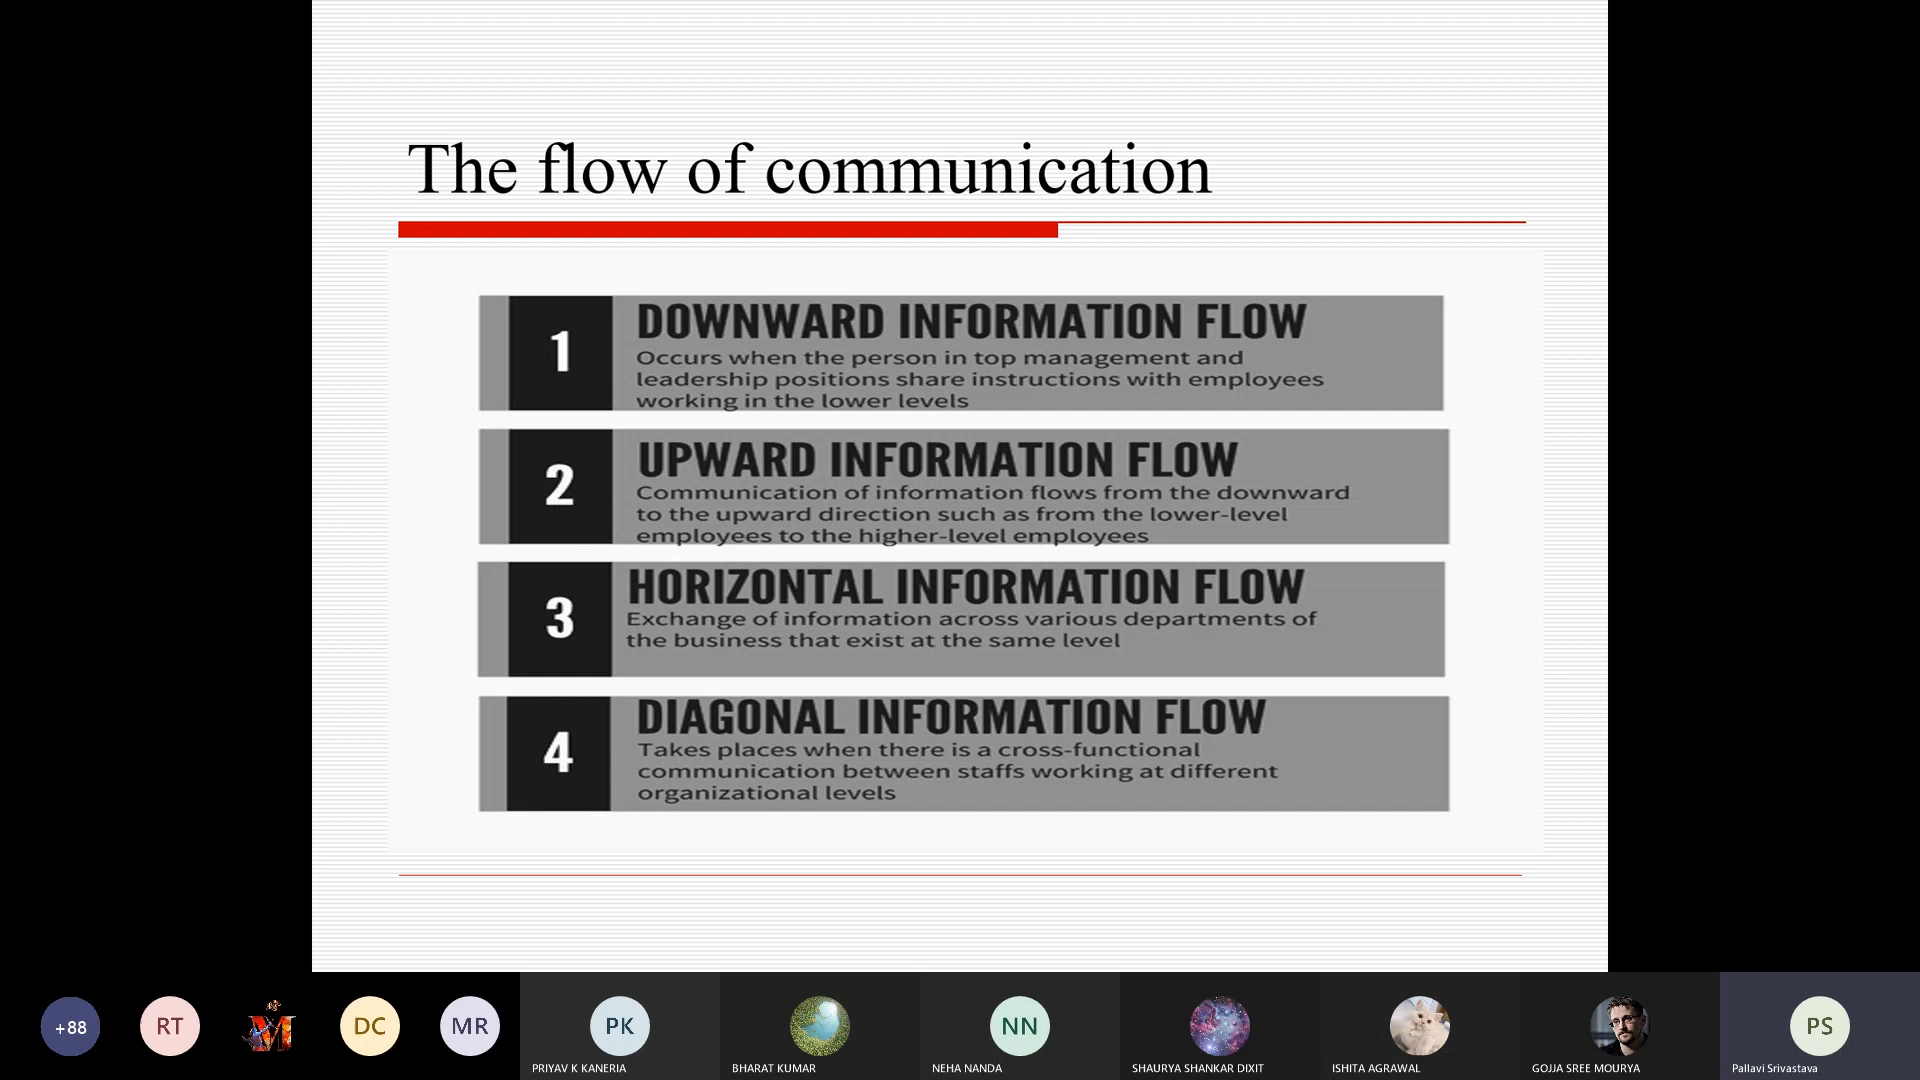 The flow of communication
1
DOWNWARD INFORMATION FLOW
Occurs when the person in top management and
leadership positions share instructions with employees
working in the lower levels
2
UPWARD INFORMATION FLOW
Communication of information flows from the downward
to the upward direction such as from the lower-level
employees to the higher-level employees
3
HORIZONTAL INFORMATION FLOW
Exchange of information across various departments of
the business that exist at the same level
4
DIAGONAL INFORMATION FLOW
Takes places when there is a cross-functional
communication between staffs working at different
organizational levels
+88
RT
M
DC
MR
PK
NN
PS
PRIYAV K KANERIA
BHARAT KUMAR
NEHA NANDA
SHAURYA SHANKAR DIXIT
ISHITA AGRAWAL
GOJJA SREE MOURYA
Pallavi Srivastava